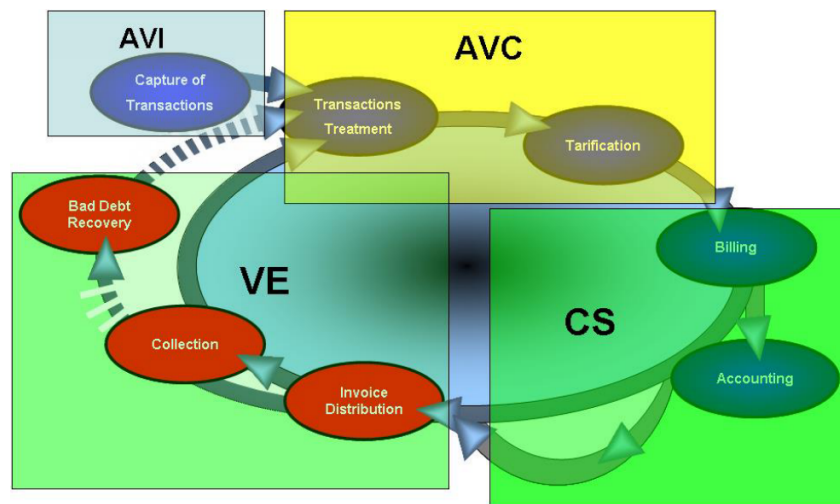 AVI
AVC
Capture of
Transactions
Transactions
Treatment
Tarification
Bad Debt
Recovery
Billing
VE
CS
Collection
Accounting
Invoice
Distribution